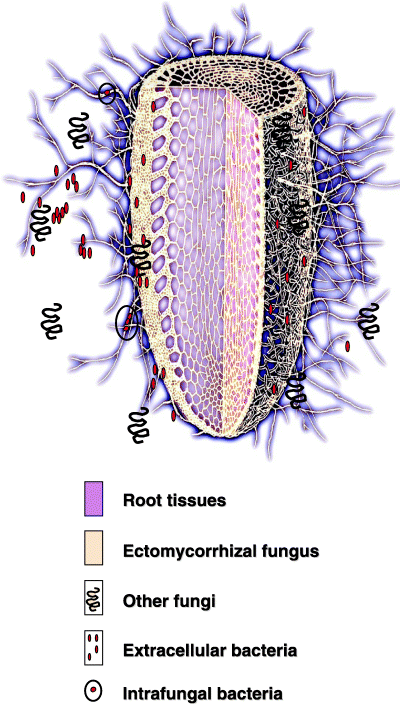 Root tissues
Ectomycorrhizal fungus
Other fungi
Extracellular bacteria
Intrafungal bacteria